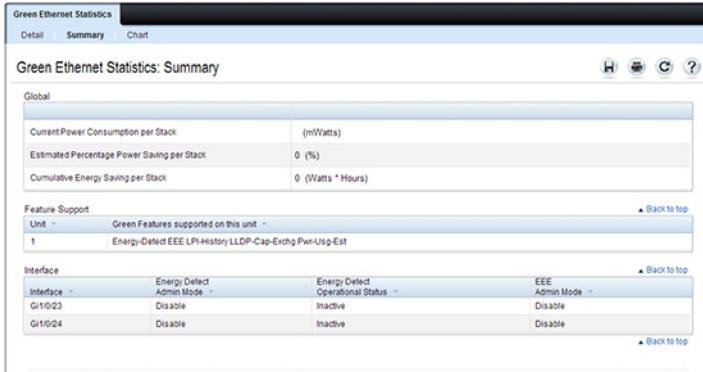 Green Ethernet Statistics
Detail Summary Chart
Green Ethernet Statistics: Summary
?
Global
Current Power Consumption per Stack (mWatts)
Estimated Percentage Power Saving per Stack 0 (%)
Cumulative Energy Saving per Stack 0 (Watts * Hours)
Feature Support ▲ Back to top
Unit Green Features supported on this unit
1 Energy-Detect EEE LPI-History LLDP-Cap-Exchg Pwr-Usg-Est
Interface ▲ Back to top
Interface Energy Detect Admin Mode Energy Detect Operational Status EEE Admin Mode
Gi1/0/23 Disable Inactive Disable
Gi1/0/24 Disable Inactive Disable
▲ Back to top